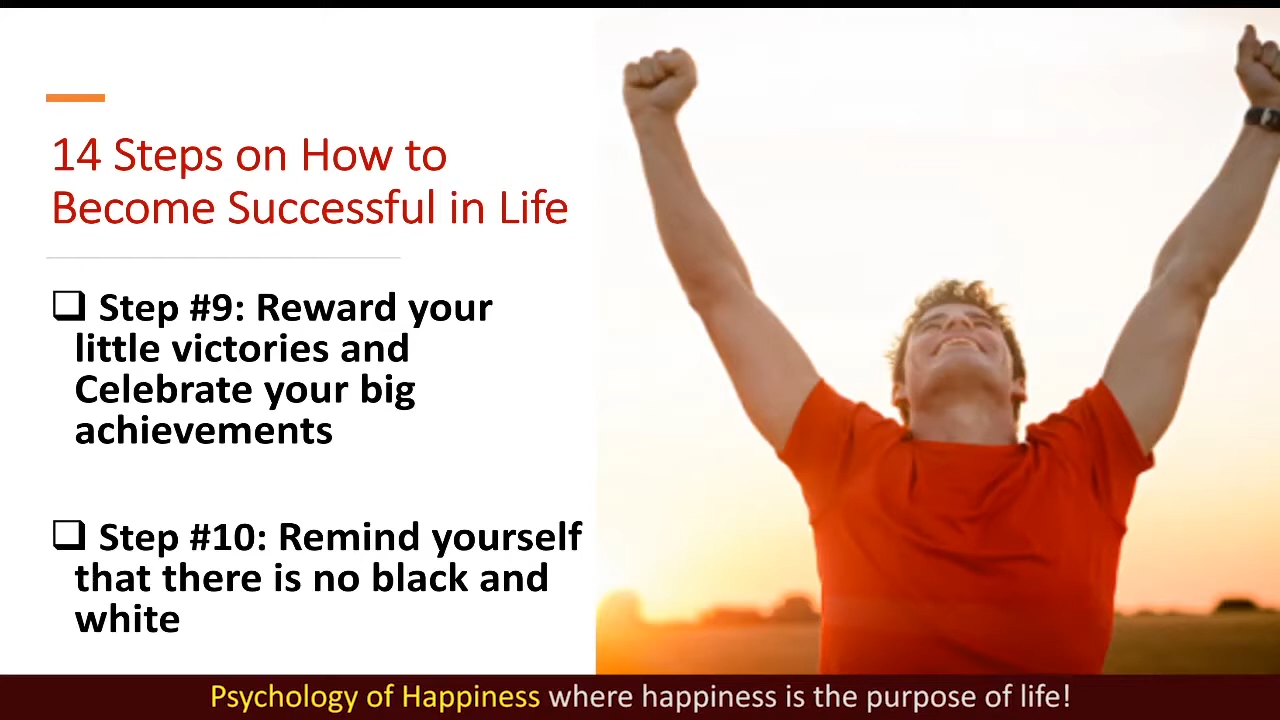 14 Steps on How to
Become Successful in Life
❑ Step #9: Reward your
little victories and
Celebrate your big
achievements
❑ Step #10: Remind yourself
that there is no black and
white
Psychology of Happiness where happiness is the purpose of life!